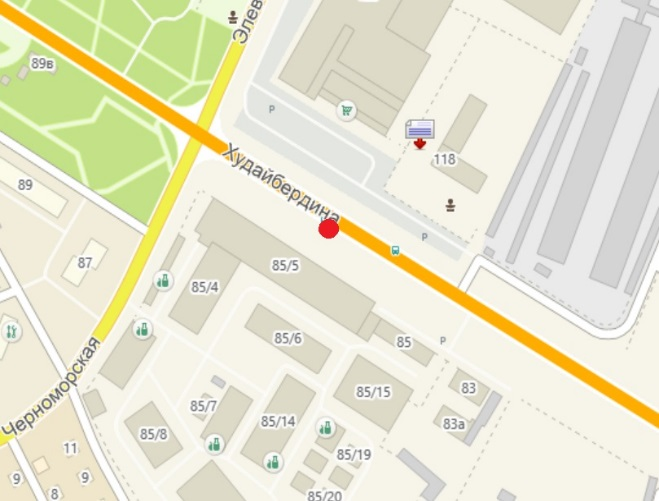 Элев
89в
P
118
Худайбердина
89
P
87
85/5
85/4
85/6
85
P
85/15
83
85/7
85/14
83а
85/8
Черноморская
11
85/19
9
9
8
85/20